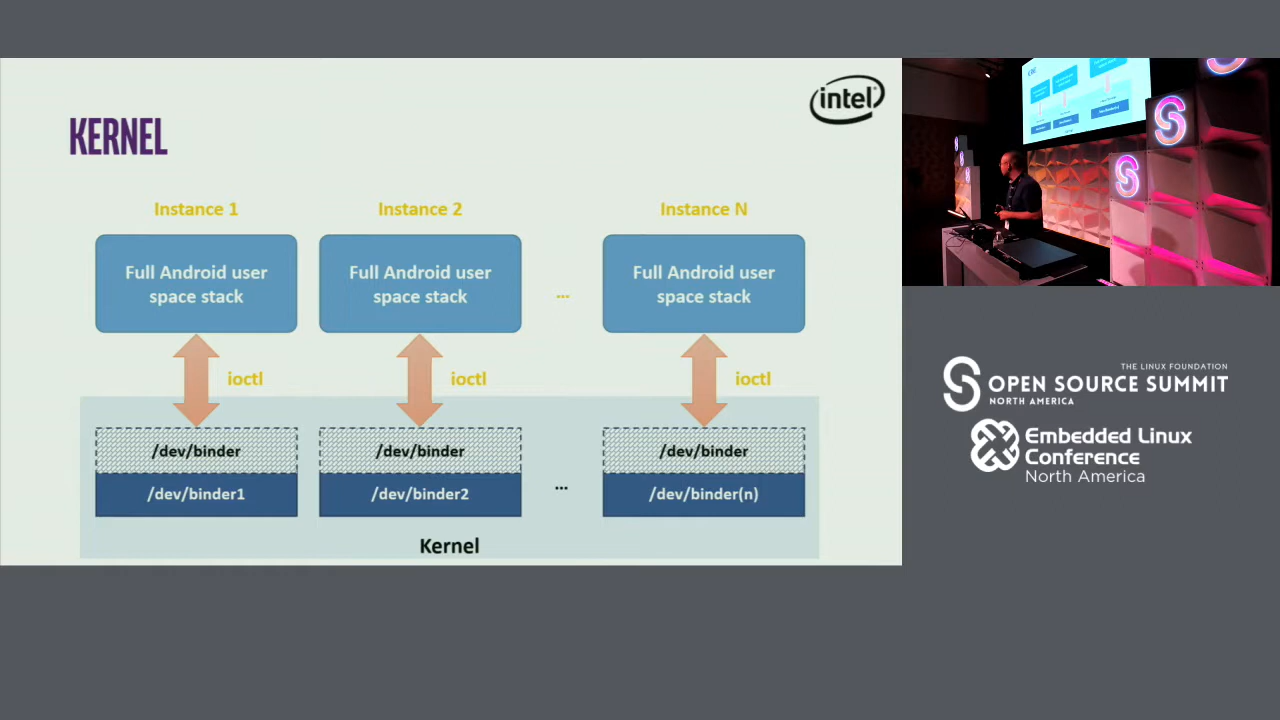 intel
KERNEL
Instance 1
Instance 2
Instance N
Full Android user
space stack
Full Android user
space stack
...
Full Android user
space stack
ioctl
ioctl
ioctl
/dev/binder
/dev/binder
/dev/binder
/dev/binder1
/dev/binder2
...
/dev/binder(n)
Kernel
THE LINUX FOUNDATION
OPEN SOURCE SUMMIT
NORTH AMERICA
Embedded Linux
Conference
North America